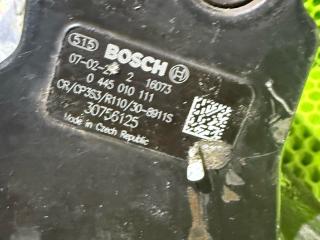 515 BOSCH
07-02-2 2 16073
0 445 010 111
CR/CP3S3/R110/30-8911S
30756125
Made in Czech Republic